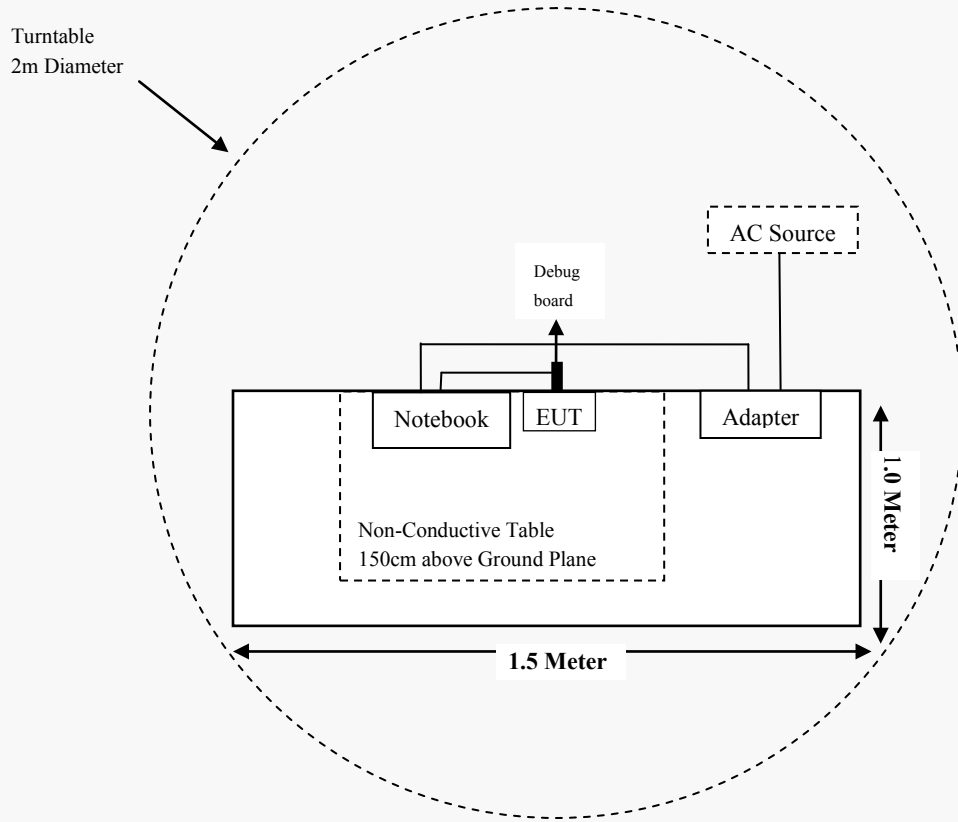 Turntable
2m Diameter
AC Source
Debug
board
Notebook
EUT
Adapter
1.0 Meter
Non-Conductive Table
150cm above Ground Plane
1.5 Meter